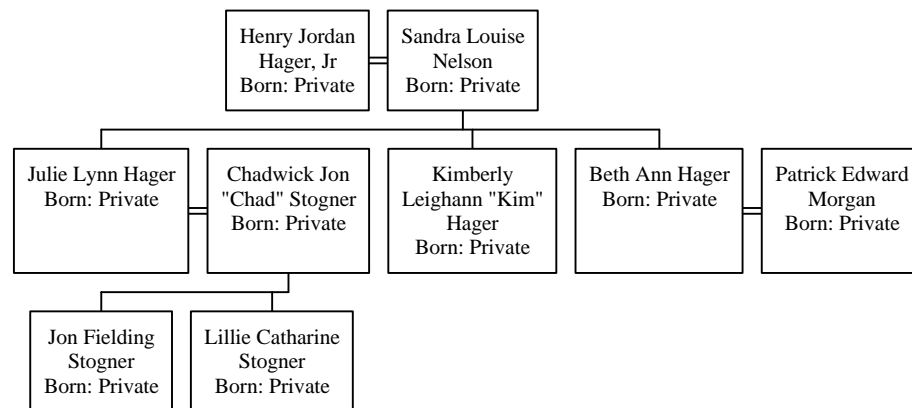 Henry Jordan
Hager, Jr
Born: Private
Sandra Louise
Nelson
Born: Private
Julie Lynn Hager
Born: Private
Chadwick Jon
"Chad" Stogner
Born: Private
Kimberly
Leighann "Kim"
Hager
Born: Private
Beth Ann Hager
Born: Private
Patrick Edward
Morgan
Born: Private
Jon Fielding
Stogner
Born: Private
Lillie Catharine
Stogner
Born: Private